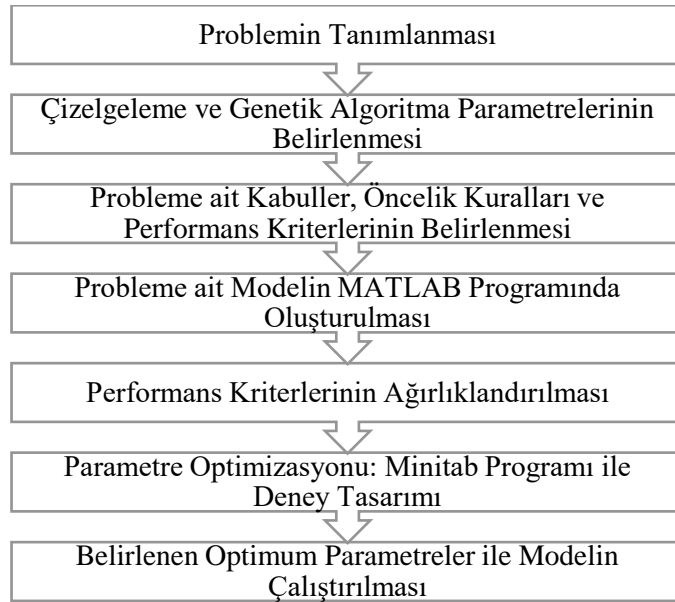 Problemin Tanımlanması
Çizelgeleme ve Genetik Algoritma Parametrelerinin
Belirlenmesi
Probleme ait Kabuller, Öncelik Kuralları ve
Performans Kriterlerinin Belirlenmesi
Probleme ait Modelin MATLAB Programında
Oluşturulması
Performans Kriterlerinin Ağırlıklandırılması
Parametre Optimizasyonu: Minitab Programı ile
Deney Tasarımı
Belirlenen Optimum Parametreler ile Modelin
Çalıştırılması